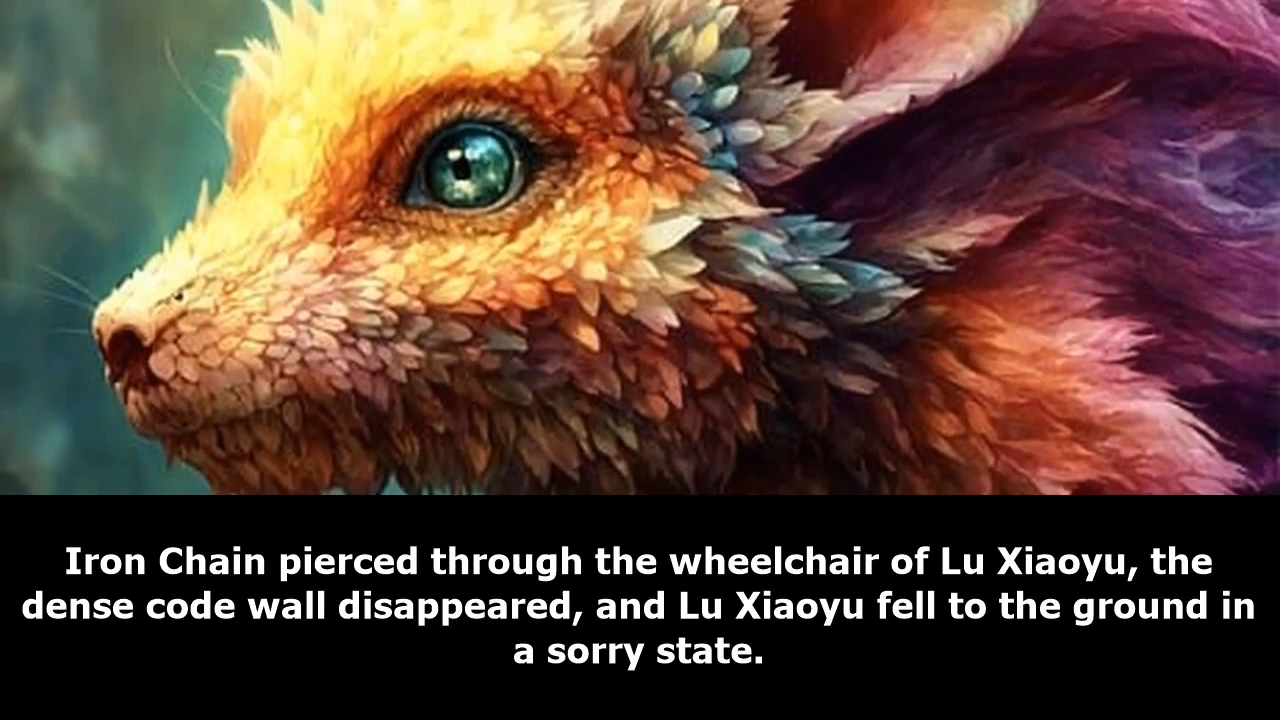 Iron Chain pierced through the wheelchair of Lu Xiaoyu, the
dense code wall disappeared, and Lu Xiaoyu fell to the ground in
a sorry state.